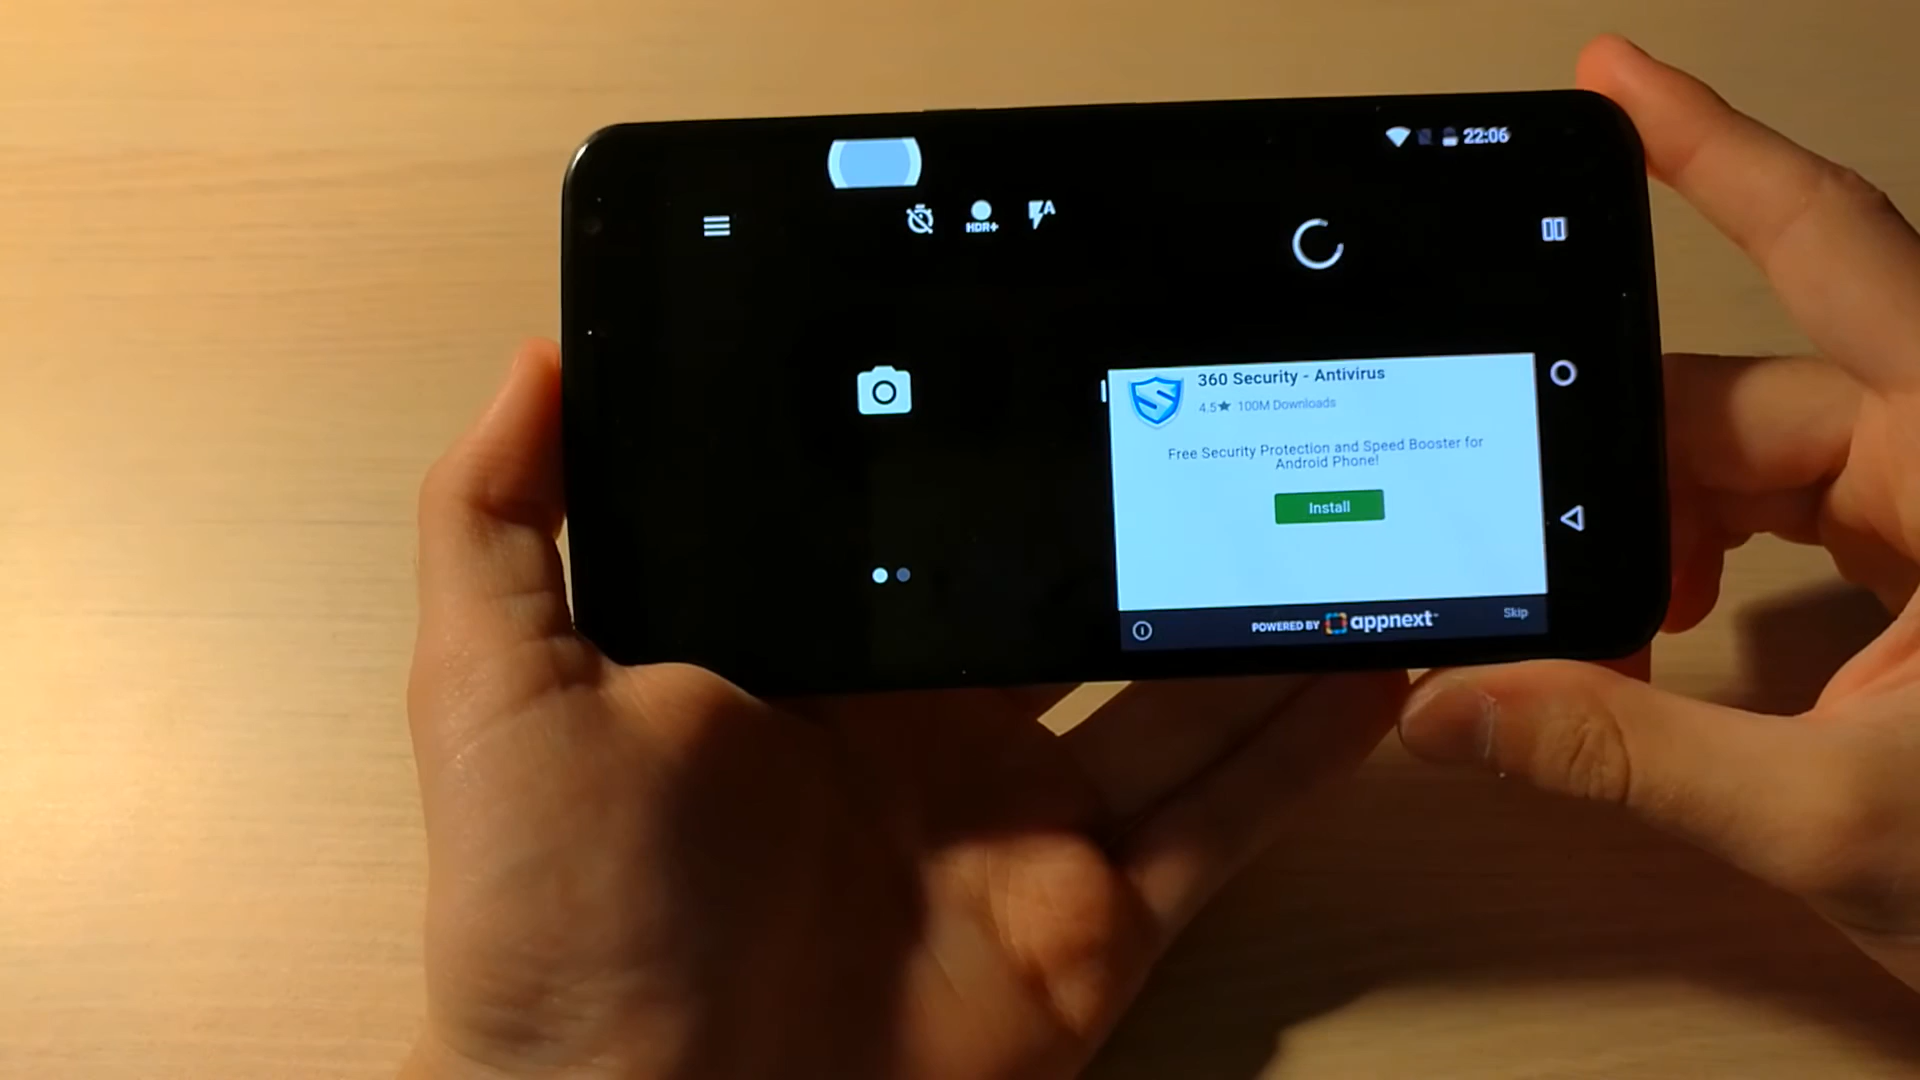 22:06
HDR+
A
360 Security - Antivirus
4.5★ 100M Downloads
Free Security Protection and Speed Booster for
Android Phone!
Install
POWERED BY appnext
Skip